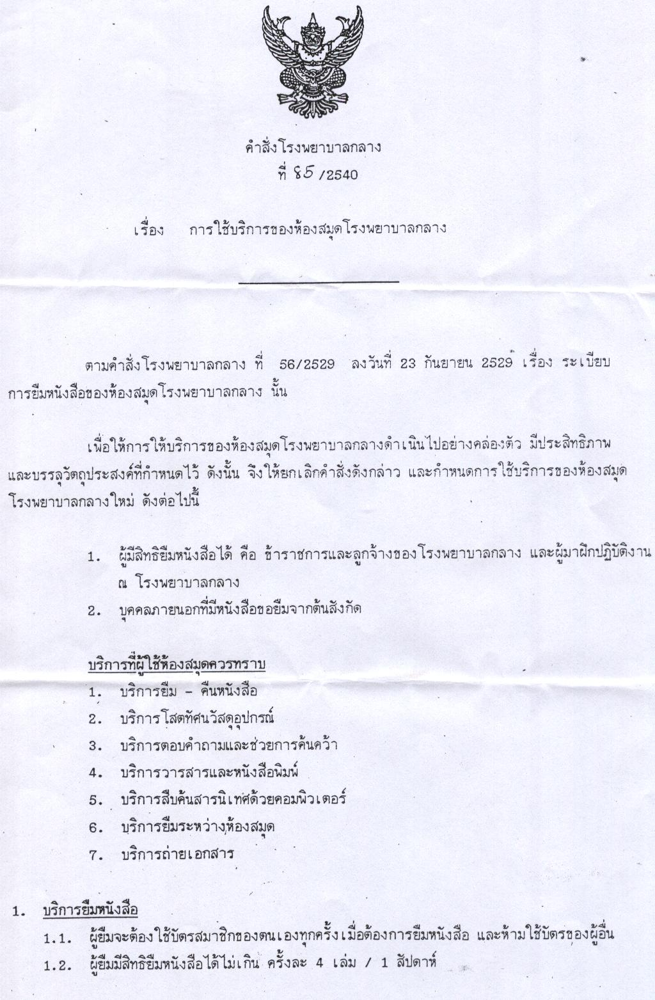 คำสั่งโรงพยาบาลกลาง
ที่ 85/2540
เรื่อง การใช้บริการของห้องสมุดโรงพยาบาลกลาง
ตามคำสั่งโรงพยาบาลกลาง ที่ 56/2529 ลงวันที่ 23 กันยายน 2529 เรื่อง ระเบียบ
การยืมหนังสือของห้องสมุดโรงพยาบาลกลาง นั้น
เพื่อให้การให้บริการของห้องสมุดโรงพยาบาลกลางดำเนินไปอย่างคล่องตัว มีประสิทธิภาพ
และบรรลุวัตถุประสงค์ที่กำหนดไว้ ดังนั้น จึงให้ยกเลิกคำสั่งดังกล่าว และกำหนดการใช้บริการของห้องสมุด
โรงพยาบาลกลางใหม่ ดังต่อไปนี้
1. ผู้มีสิทธิยืมหนังสือได้ คือ ข้าราชการและลูกจ้างของโรงพยาบาลกลาง และผู้มาฝึกปฏิบัติงาน
ณ โรงพยาบาลกลาง
2. บุคคลภายนอกที่มีหนังสือขอยืมจากต้นสังกัด
บริการที่ผู้ใช้ห้องสมุดควรทราบ
1. บริการยืม - คืนหนังสือ
2. บริการโสตทัศนวัสดุอุปกรณ์
3. บริการตอบคำถามและช่วยการค้นคว้า
4. บริการวารสารและหนังสือพิมพ์
5. บริการสืบค้นสารนิเทศด้วยคอมพิวเตอร์
6. บริการยืมระหว่างห้องสมุด
7. บริการถ่ายเอกสาร
1. บริการยืมหนังสือ
1.1. ผู้ยืมจะต้องใช้บัตรสมาชิกของตนเองทุกครั้งเมื่อต้องการยืมหนังสือ และห้ามใช้บัตรของผู้อื่น
1.2. ผู้ยืมมีสิทธิยืมหนังสือได้ไม่เกิน ครั้งละ 4 เล่ม / 1 สัปดาห์